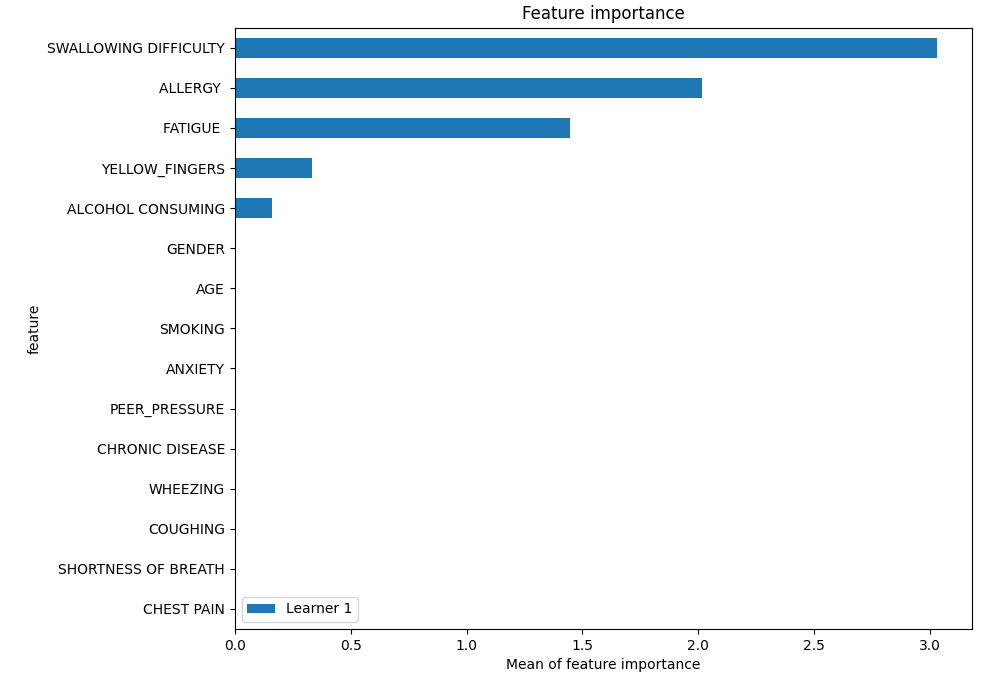 Feature importance
SWALLOWING DIFFICULTY
ALLERGY
FATIGUE
YELLOW_FINGERS
ALCOHOL CONSUMING
GENDER
AGE
SMOKING
ANXIETY
PEER_PRESSURE
CHRONIC DISEASE
WHEEZING
COUGHING
SHORTNESS OF BREATH
CHEST PAIN
feature
Learner 1
0.0 0.5 1.0 1.5 2.0 2.5 3.0
Mean of feature importance